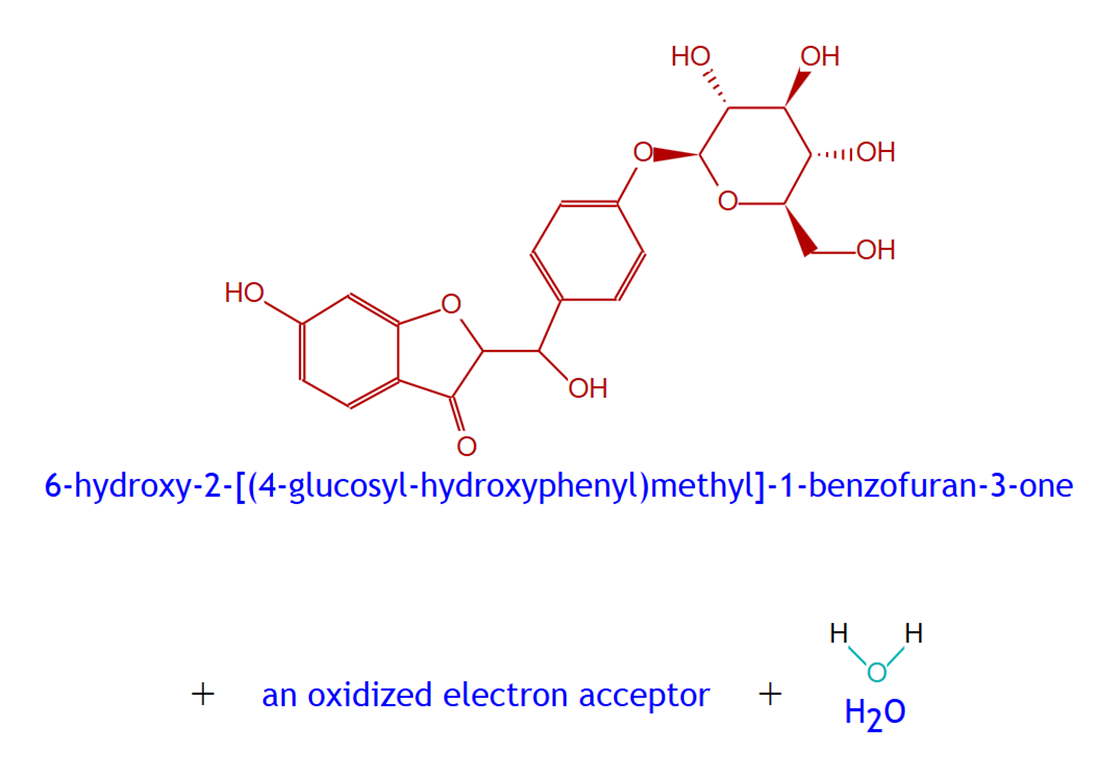 HO OH
O OH
O
OH
HO O
OH
O
6-hydroxy-2-[(4-glucosyl-hydroxyphenyl)methyl]-1-benzofuran-3-one
H H
+ an oxidized electron acceptor + O
H2O